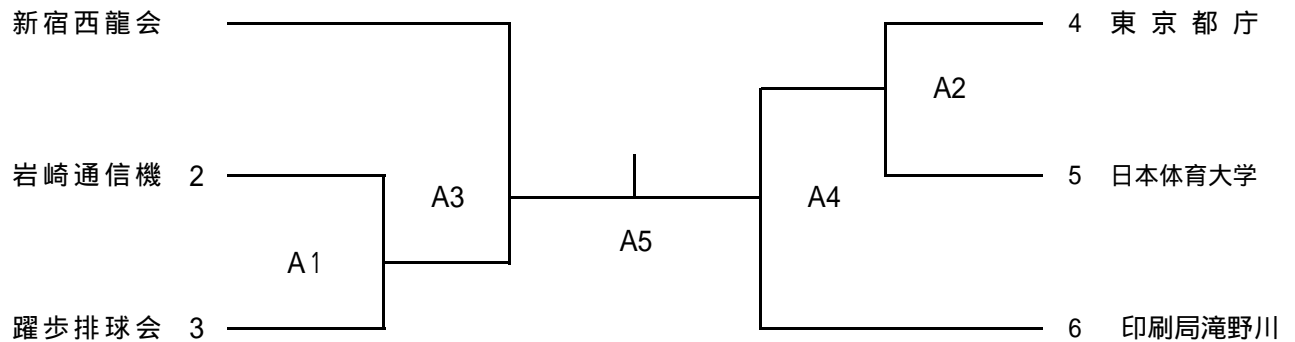 新宿西龍会
岩崎通信機 2
躍歩排球会 3
A1
A3
A5
A4
A2
4 東京都庁
5 日本体育大学
6 印刷局滝野川